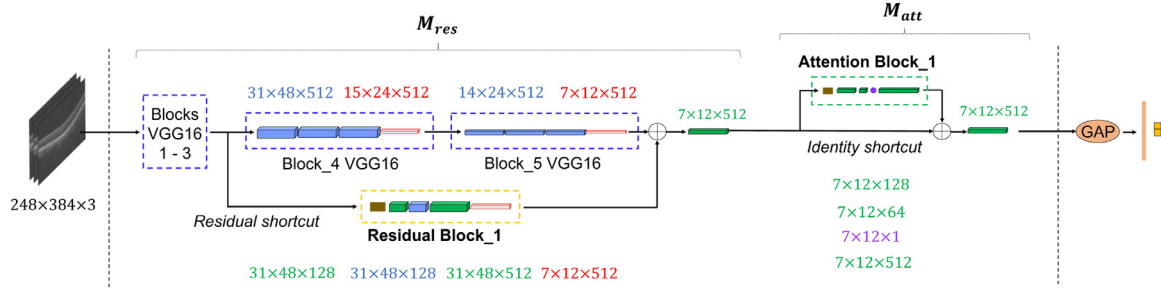 M_res
M_att
Attention Block_1
31×48×512 15×24×512 14×24×512 7×12×512
7×12×512
7×12×512
Blocks
VGG16
1 - 3
Block_4 VGG16
Block_5 VGG16
Identity shortcut
GAP
248×384×3
Residual shortcut
Residual Block_1
7×12×128
7×12×64
7×12×1
7×12×512
31×48×128 31×48×128 31×48×512 7×12×512